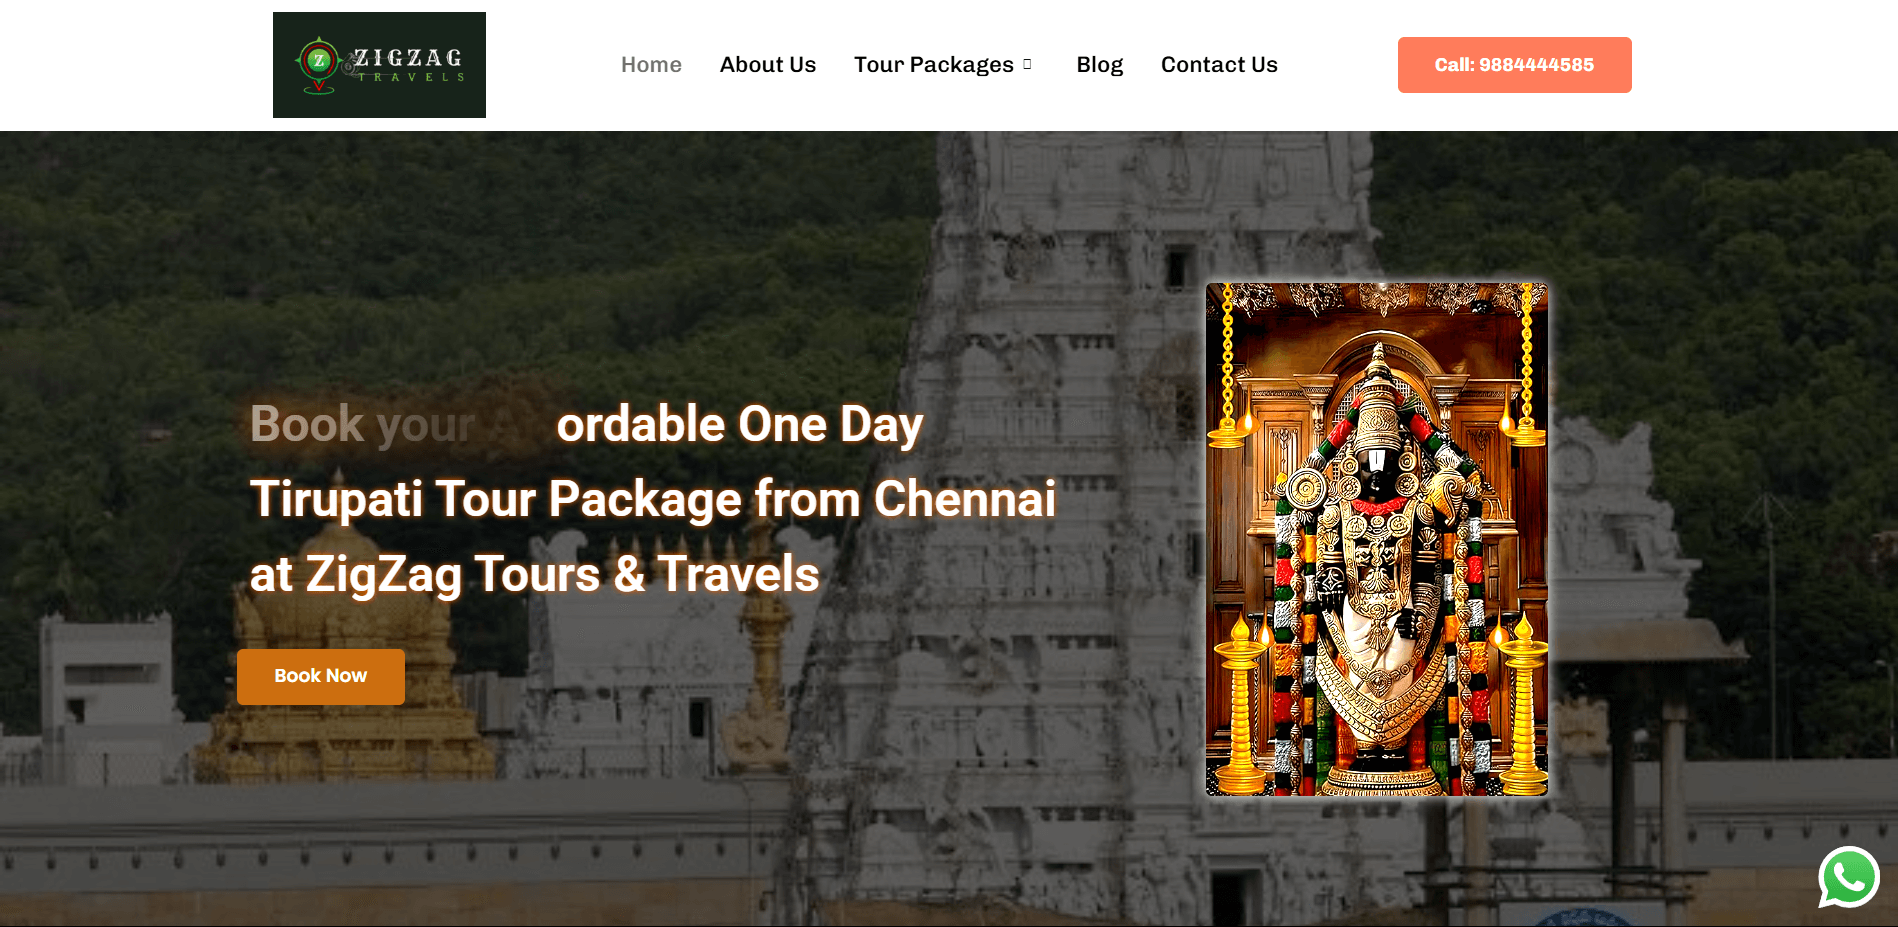 Z ZIGZAG
TRAVELS
Home
About Us
Tour Packages
Blog
Contact Us
Call: 9884444585
Book your A ordable One Day
Tirupati Tour Package from Chennai
at ZigZag Tours & Travels
Book Now